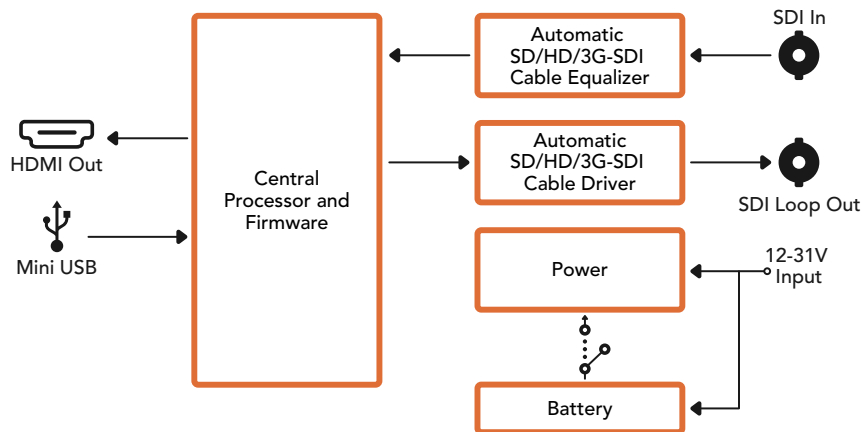 SDI In
Automatic
SD/HD/3G-SDI
Cable Equalizer
HDMI Out
Central
Processor and
Firmware
Automatic
SD/HD/3G-SDI
Cable Driver
SDI Loop Out
Mini USB
Power
12-31V
Input
Battery